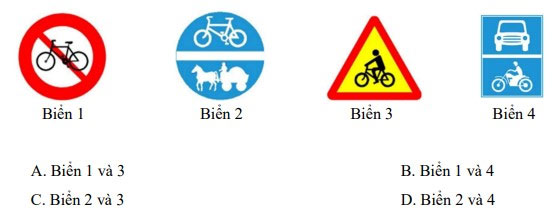 Biển 1 Biển 2 Biển 3 Biển 4
A. Biển 1 và 3 B. Biển 1 và 4
C. Biển 2 và 3 D. Biển 2 và 4